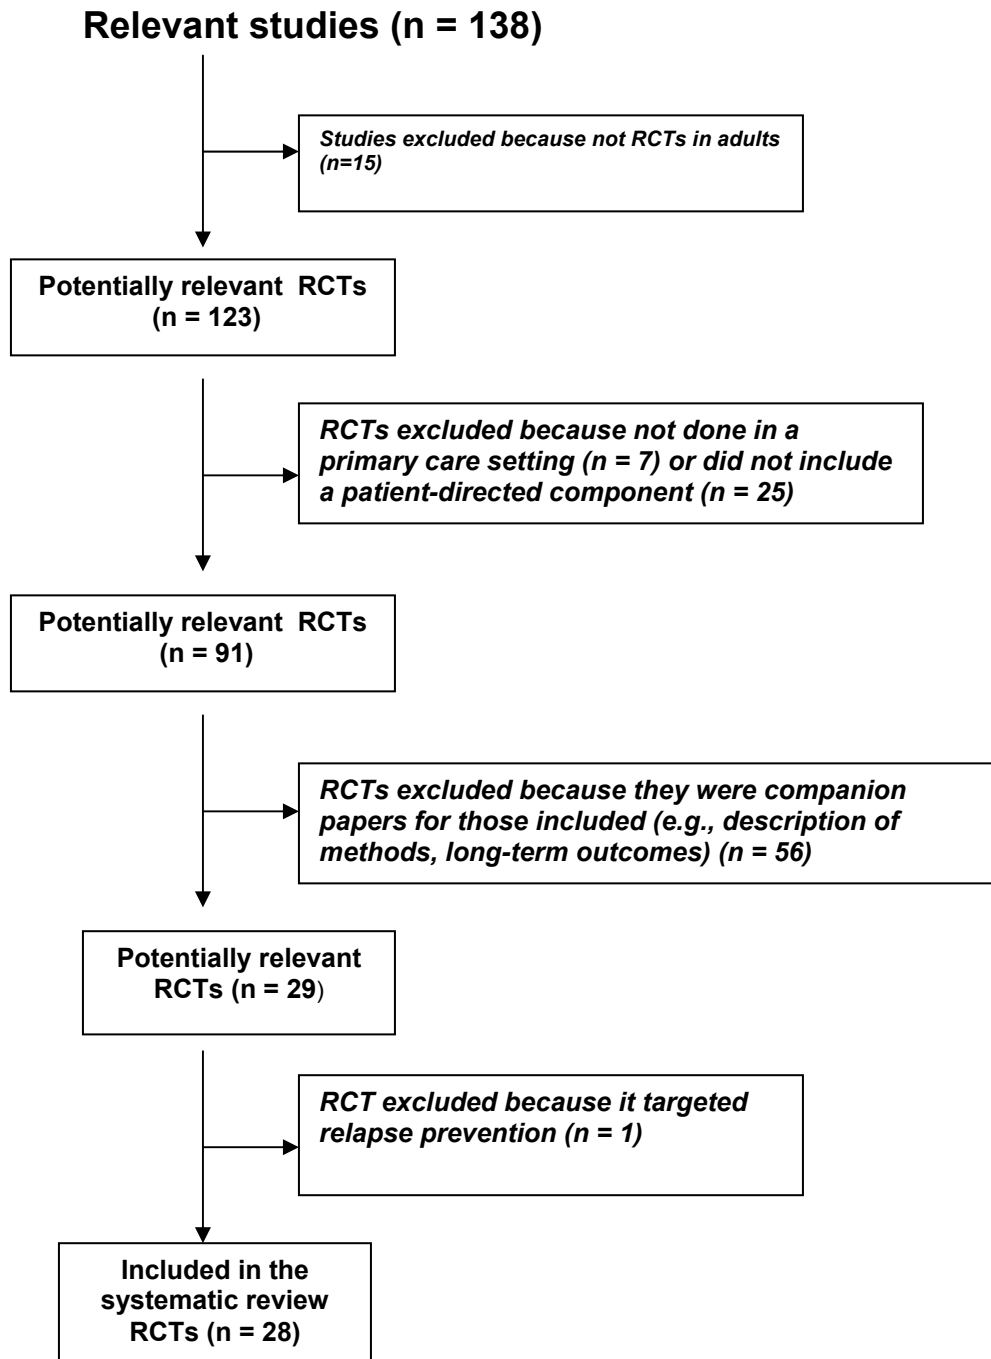 Relevant studies (n = 138)
Studies excluded because not RCTs in adults
(n=15)
Potentially relevant  RCTs
(n = 123)
RCTs excluded because not done in a
primary care setting (n = 7) or did not include
a patient-directed component (n = 25)
Potentially relevant  RCTs
(n = 91)
RCTs excluded because they were companion
papers for those included (e.g., description of
methods, long-term outcomes) (n = 56)
Potentially relevant
RCTs (n = 29)
RCT excluded because it targeted
relapse prevention (n = 1)
Included in the
systematic review
RCTs (n = 28)